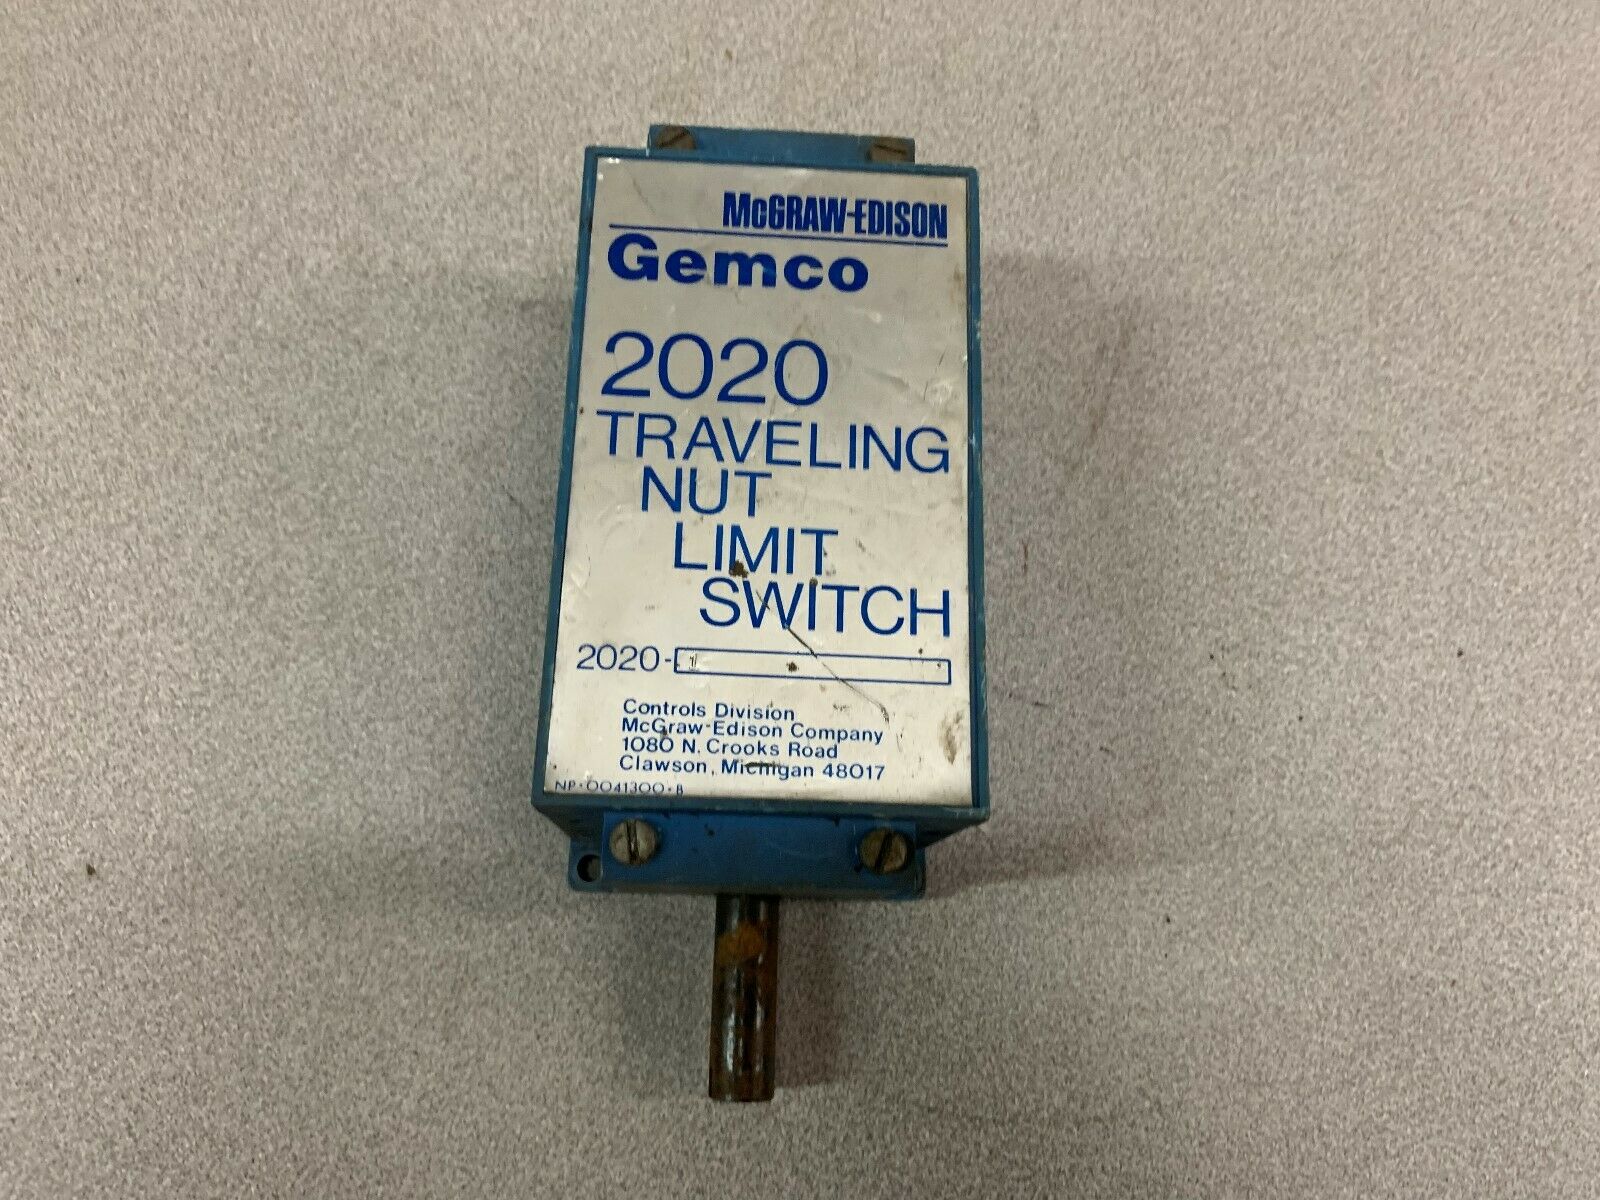 McGRAW-EDISON
Gemco
2020
TRAVELING
NUT
LIMIT
SWITCH
2020-1
Controls Division
McGraw-Edison Company
1080 N. Crooks Road
Clawson, Michigan 48017
NP-0041300-B